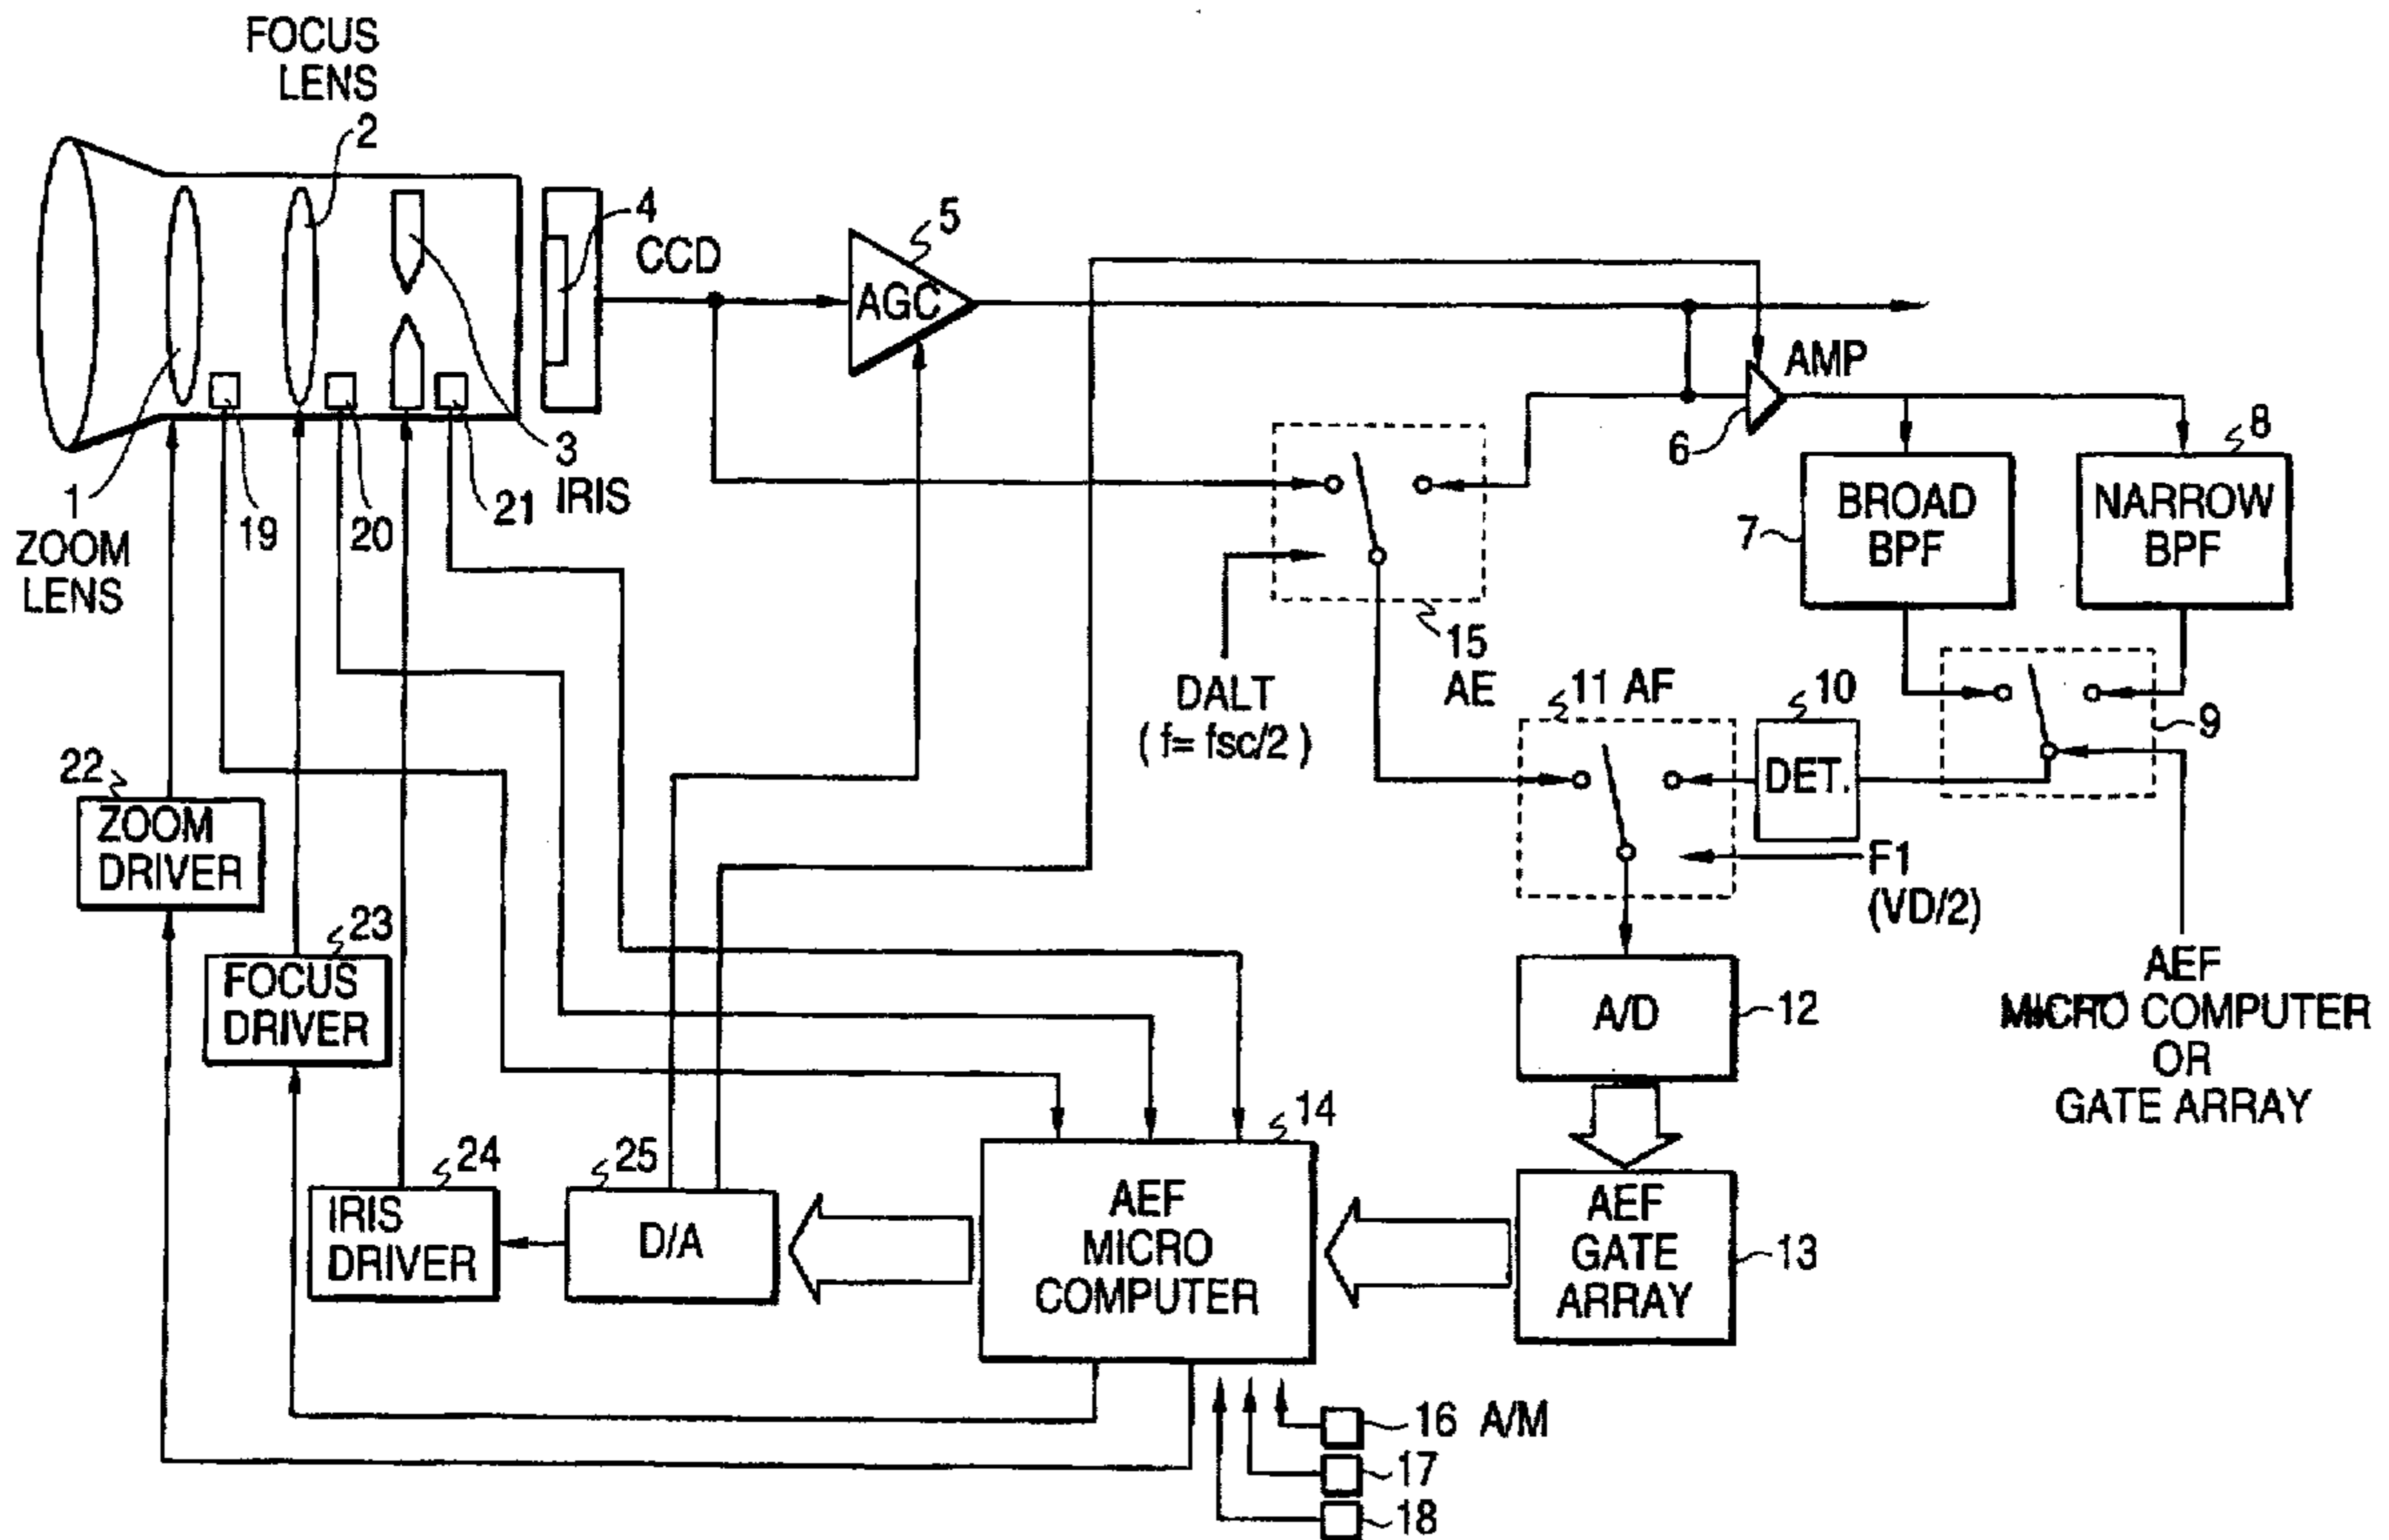 FOCUS
LENS
2
4
CCD
5
AGC
AMP
6
8
3
IRIS
1
ZOOM
LENS
19
20
21
7
BROAD
BPF
NARROW
BPF
15
AE
DALT
( f= fsc/2 )
11 AF
10
9
DET.
22
ZOOM
DRIVER
F1
(VD/2)
23
FOCUS
DRIVER
A/D
12
AEF
MICRO COMPUTER
OR
GATE ARRAY
24
IRIS
DRIVER
25
D/A
14
AEF
MICRO
COMPUTER
AEF
GATE
ARRAY
13
16 A/M
17
18